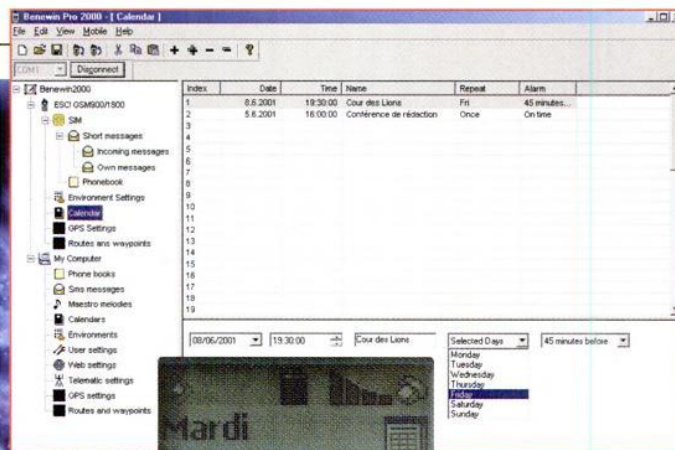 Benewin Pro 2000 - [ Calendar ]
File Edit View Mobile Help
COM1 Disconnect
Benewin2000
ESC! GSM900/1800
SIM
Short messages
Incoming messages
Own messages
Phonebook
Environment Settings
Calendar
GPS Settings
Routes ans waypoints
My Computer
Phone books
Sms messages
Maestro melodies
Calendars
Environments
User settings
Web settings
Telematic settings
GPS settings
Routes and waypoints
Index Date Time Name Repeat Alarm
1 8.6.2001 19:30:00 Cour des Lions Fri 45 minutes...
2 5.6.2001 16:00:00 Conférence de rédaction Once On time
3
4
5
6
7
8
9
10
11
12
13
14
15
16
17
18
19
08/06/2001 19:30:00 Cour des Lions Selected Days 45 minutes before
Monday
Tuesday
Wednesday
Thursday
Friday
Saturday
Sunday
Mardi